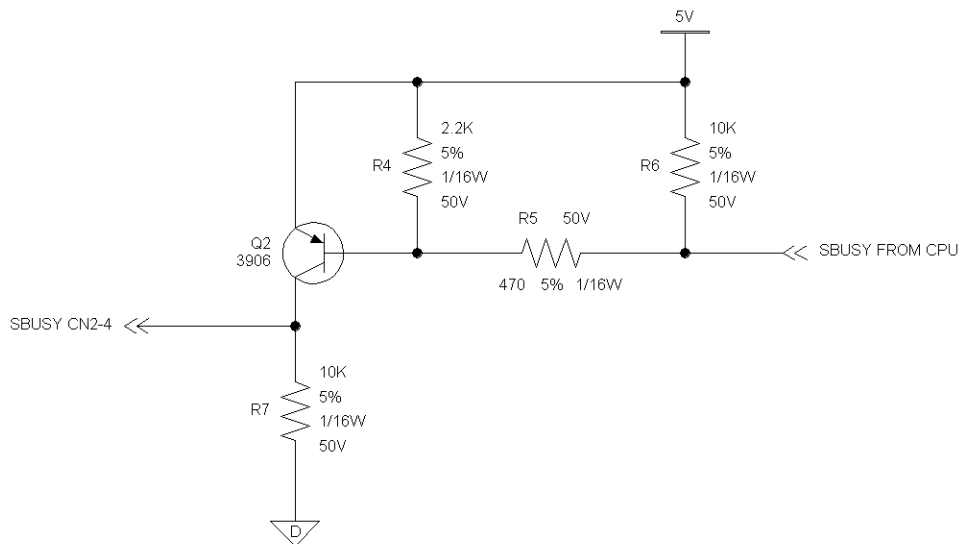 5V
2.2K
5%
1/16W
50V
R4
10K
5%
1/16W
50V
R6
R5 50V
470 5% 1/16W
Q2
3906
SBUSY FROM CPU
SBUSY CN2-4
10K
5%
1/16W
50V
R7
D